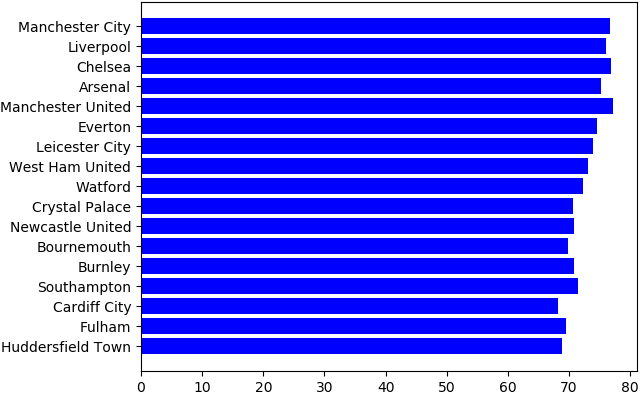 Manchester City
Liverpool
Chelsea
Arsenal
Manchester United
Everton
Leicester City
West Ham United
Watford
Crystal Palace
Newcastle United
Bournemouth
Burnley
Southampton
Cardiff City
Fulham
Huddersfield Town
0 10 20 30 40 50 60 70 80